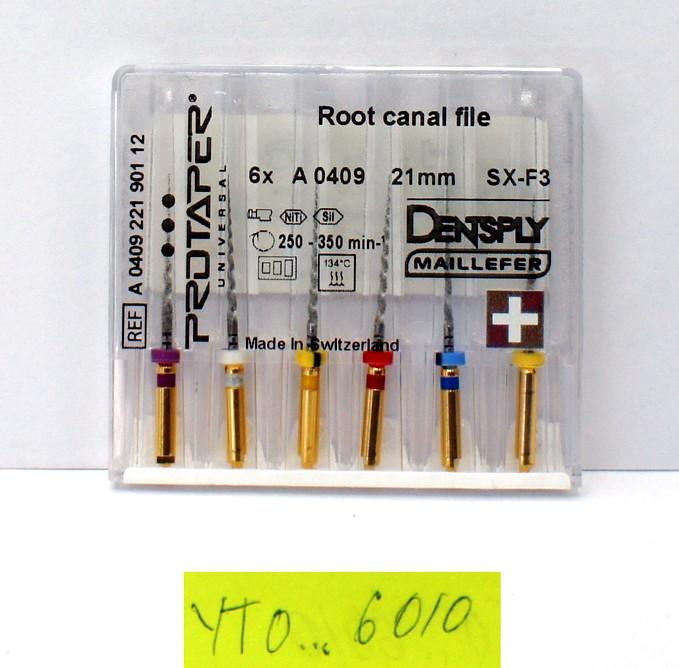 Root canal file
6x A 0409 21mm SX-F3
REF A 0409 221 901 12
PROTAPER®
UNIVERSAL
NiTi Sil
250 - 350 min-1
134°C
DENTSPLY
MAILLEFER
Made In Switzerland
YTO... 6010